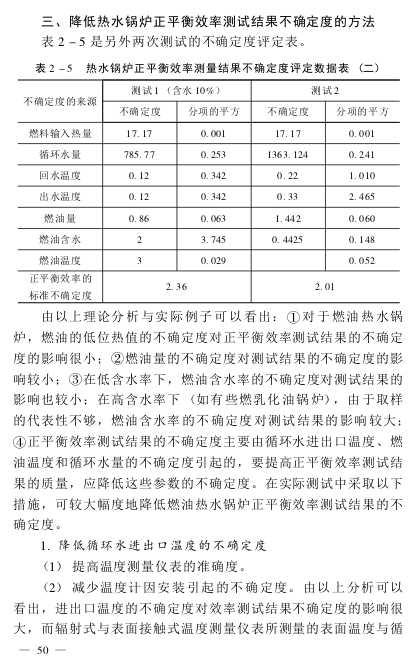 三、降低热水锅炉正平衡效率测试结果不确定度的方法
表2-5是另外两次测试的不确定度评定表。
表2-5 热水锅炉正平衡效率测量结果不确定度评定数据表（二）
不确定度的来源 测试1（含水10%） 测试2
不确定度 分项的平方 不确定度 分项的平方
燃料输入热量 17.17 0.001 17.17 0.001
循环水量 785.77 0.253 1363.124 0.241
回水温度 0.12 0.342 0.22 1.010
出水温度 0.12 0.342 0.33 2.465
燃油量 0.86 0.063 1.442 0.060
燃油含水 2 3.745 0.4425 0.148
燃油温度 3 0.029 0.052
正平衡效率的
标准不确定度 2.36 2.01
由以上理论分析与实际例子可以看出：①对于燃油热水锅
炉，燃油的低位热值的不确定度对正平衡效率测试结果的不确定
度的影响很小；②燃油量的不确定度对测试结果的不确定度的影
响较小；③在低含水率下，燃油含水率的不确定度对测试结果的
影响也较小；在高含水率下（如有些燃乳化油锅炉），由于取样
的代表性不够，燃油含水率的不确定度对测试结果的影响较大；
④正平衡效率测试结果的不确定度主要由循环水进出口温度、燃
油温度和循环水量的不确定度引起的，要提高正平衡效率测试结
果的质量，应降低这些参数的不确定度。在实际测试中采取以下
措施，可较大幅度地降低燃油热水锅炉正平衡效率测试结果的不
确定度。
1. 降低循环水进出口温度的不确定度
（1） 提高温度测量仪表的准确度。
（2） 减少温度计因安装引起的不确定度。由以上分析可以
看出，进出口温度的不确定度对效率测试结果不确定度的影响很
大，而辐射式与表面接触式温度测量仪表所测量的表面温度与循
— 50 —